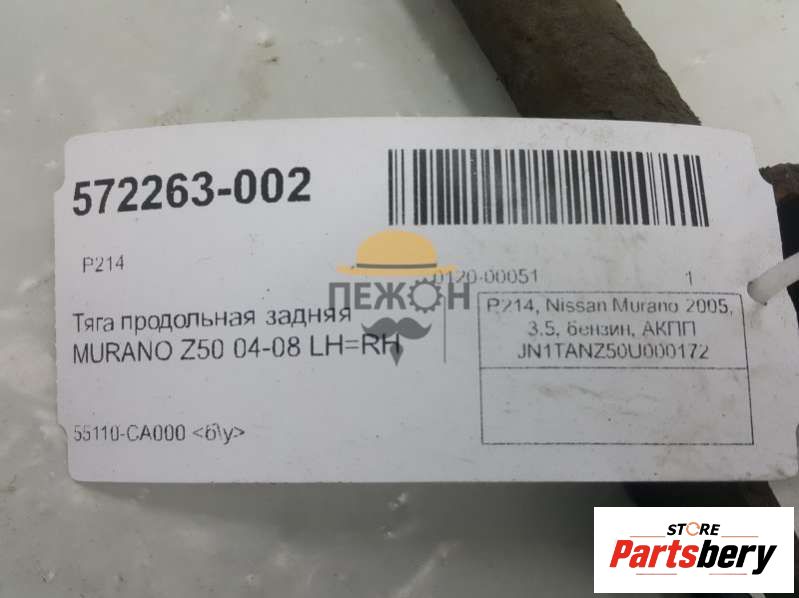 572263-002
P214
0120-00051 1
ПЕЖОН
Тяга продольная задняя
MURANO Z50 04-08 LH=RH
P214, Nissan Murano 2005,
3.5, бензин, АКПП
JN1TANZ50U000172
55110-CA000 <б\у>
STORE
Partsbery